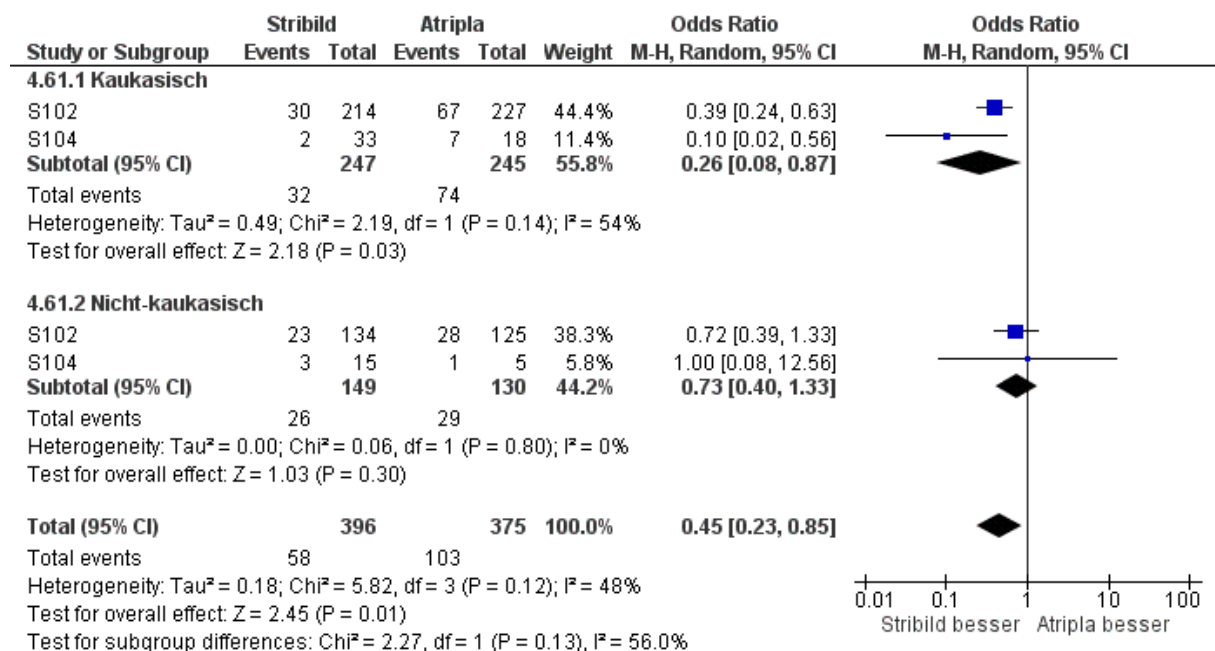 Stribild Atripla Odds Ratio Odds Ratio
Study or Subgroup Events Total Events Total Weight M-H, Random, 95% CI M-H, Random, 95% CI
4.61.1 Kaukasisch
S102 30 214 67 227 44.4% 0.39 [0.24, 0.63]
S104 2 33 7 18 11.4% 0.10 [0.02, 0.56]
Subtotal (95% CI) 247 245 55.8% 0.26 [0.08, 0.87]
Total events 32 74
Heterogeneity: Tau² = 0.49; Chi² = 2.19, df = 1 (P = 0.14); I² = 54%
Test for overall effect: Z = 2.18 (P = 0.03)
4.61.2 Nicht-kaukasisch
S102 23 134 28 125 38.3% 0.72 [0.39, 1.33]
S104 3 15 1 5 5.8% 1.00 [0.08, 12.56]
Subtotal (95% CI) 149 130 44.2% 0.73 [0.40, 1.33]
Total events 26 29
Heterogeneity: Tau² = 0.00; Chi² = 0.06, df = 1 (P = 0.80); I² = 0%
Test for overall effect: Z = 1.03 (P = 0.30)
Total (95% CI) 396 375 100.0% 0.45 [0.23, 0.85]
Total events 58 103
Heterogeneity: Tau² = 0.18; Chi² = 5.82, df = 3 (P = 0.12); I² = 48%
Test for overall effect: Z = 2.45 (P = 0.01)
Test for subgroup differences: Chi² = 2.27, df = 1 (P = 0.13), I² = 56.0%
0.01 0.1 1 10 100
Stribild besser Atripla besser